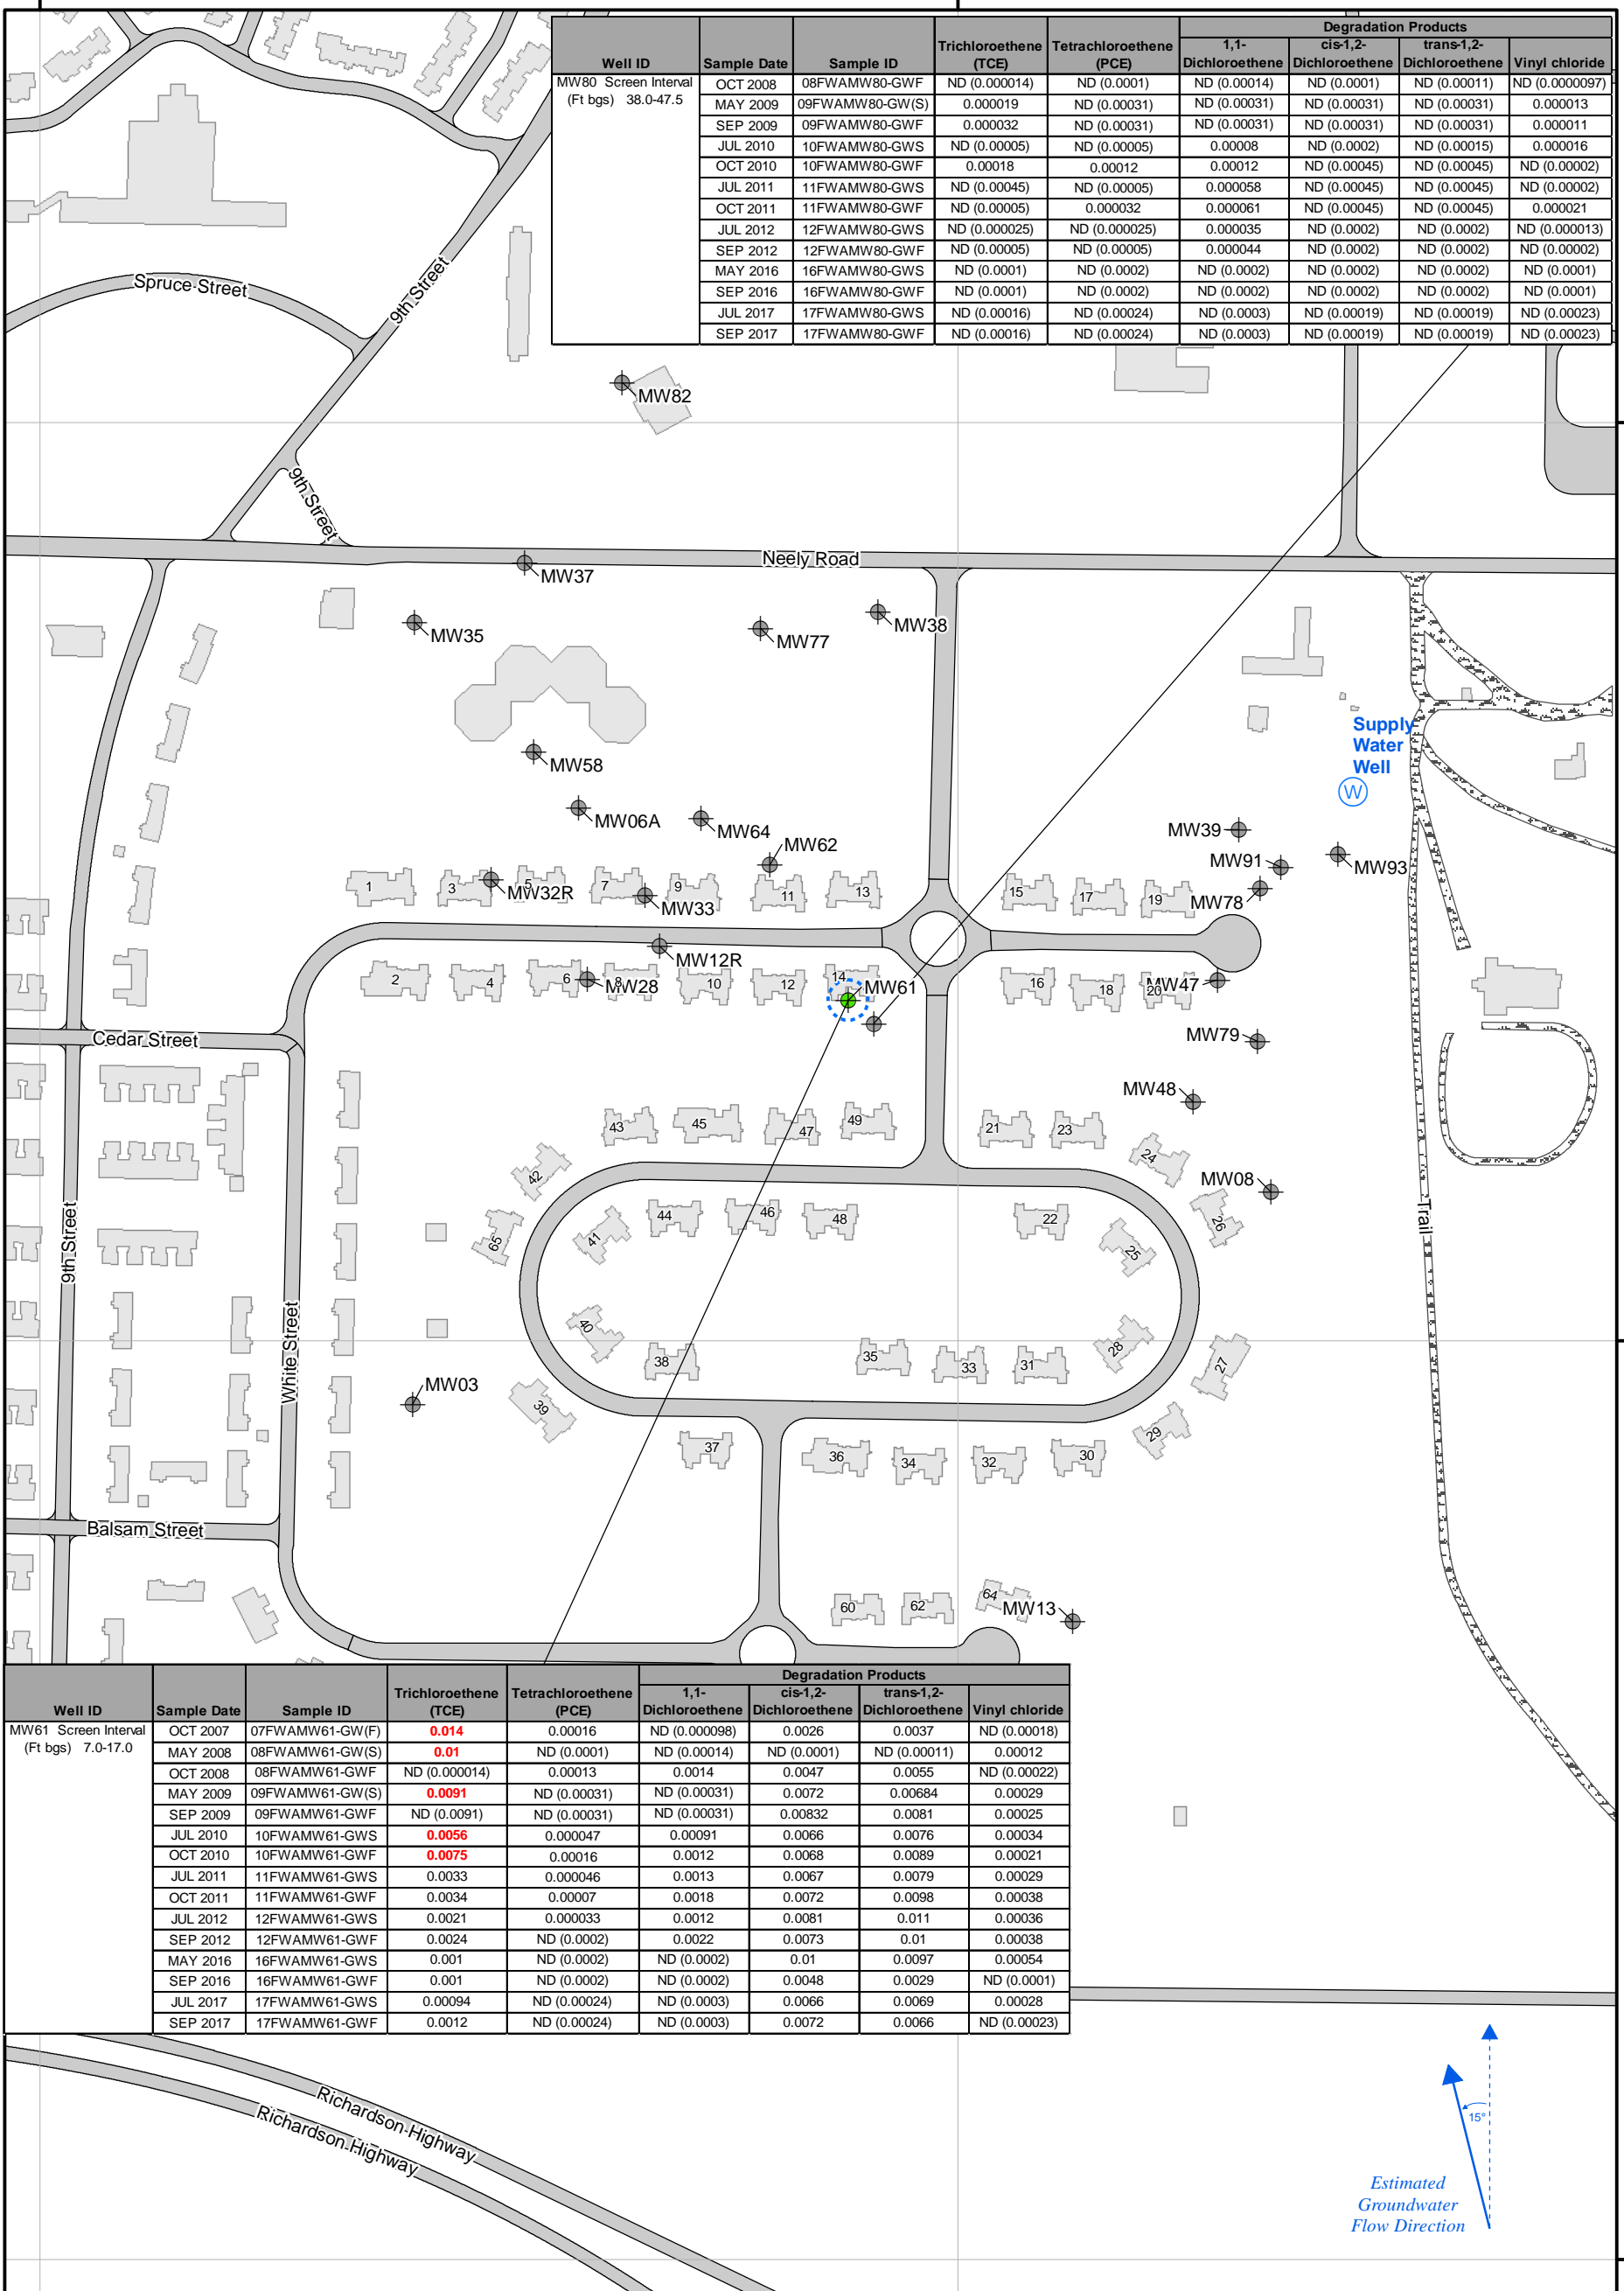 Degradation Products
Well ID Sample Date Sample ID Trichloroethene (TCE) Tetrachloroethene (PCE) 1,1-Dichloroethene cis-1,2-Dichloroethene trans-1,2-Dichloroethene Vinyl chloride
MW80 Screen Interval (Ft bgs) 38.0-47.5
OCT 2008 08FWAMW80-GWF ND (0.000014) ND (0.0001) ND (0.00014) ND (0.0001) ND (0.00011) ND (0.0000097)
MAY 2009 09FWAMW80-GW(S) 0.000019 ND (0.00031) ND (0.00031) ND (0.00031) ND (0.00031) 0.000013
SEP 2009 09FWAMW80-GWF 0.000032 ND (0.00031) ND (0.00031) ND (0.00031) ND (0.00031) 0.000011
JUL 2010 10FWAMW80-GWS ND (0.00005) ND (0.00005) 0.00008 ND (0.0002) ND (0.00015) 0.000016
OCT 2010 10FWAMW80-GWF 0.00018 0.00012 0.00012 ND (0.00045) ND (0.00045) ND (0.00002)
JUL 2011 11FWAMW80-GWS ND (0.00045) ND (0.00005) 0.000058 ND (0.00045) ND (0.00045) ND (0.00002)
OCT 2011 11FWAMW80-GWF ND (0.00005) 0.000032 0.000061 ND (0.00045) ND (0.00045) 0.000021
JUL 2012 12FWAMW80-GWS ND (0.000025) ND (0.000025) 0.000035 ND (0.0002) ND (0.0002) ND (0.000013)
SEP 2012 12FWAMW80-GWF ND (0.00005) ND (0.00005) 0.000044 ND (0.0002) ND (0.0002) ND (0.00002)
MAY 2016 16FWAMW80-GWS ND (0.0001) ND (0.0002) ND (0.0002) ND (0.0002) ND (0.0002) ND (0.0001)
SEP 2016 16FWAMW80-GWF ND (0.0001) ND (0.0002) ND (0.0002) ND (0.0002) ND (0.0002) ND (0.0001)
JUL 2017 17FWAMW80-GWS ND (0.00016) ND (0.00024) ND (0.0003) ND (0.00019) ND (0.00019) ND (0.00023)
SEP 2017 17FWAMW80-GWF ND (0.00016) ND (0.00024) ND (0.0003) ND (0.00019) ND (0.00019) ND (0.00023)
Spruce Street
9th Street
MW82
9th Street
Neely Road
MW37
MW35
MW77
MW38
Supply
Water
Well
W
MW58
MW06A
MW64
MW39
MW62
MW91
MW93
1
3
MW32R
5
7
MW33
9
11
13
15
17
19
MW78
MW12R
2
4
6
MW28
8
10
12
14
MW61
16
18
20
MW47
Cedar Street
MW79
MW48
43
45
47
49
21
23
24
42
MW08
65
41
44
46
48
22
25
26
9th Street
White Street
Trail
40
38
35
33
31
28
27
MW03
39
37
36
34
32
30
29
Balsam Street
60
62
64
MW13
Degradation Products
Well ID Sample Date Sample ID Trichloroethene (TCE) Tetrachloroethene (PCE) 1,1-Dichloroethene cis-1,2-Dichloroethene trans-1,2-Dichloroethene Vinyl chloride
MW61 Screen Interval (Ft bgs) 7.0-17.0
OCT 2007 07FWAMW61-GW(F) 0.014 0.00016 ND (0.000098) 0.0026 0.0037 ND (0.00018)
MAY 2008 08FWAMW61-GW(S) 0.01 ND (0.0001) ND (0.00014) ND (0.0001) ND (0.00011) 0.00012
OCT 2008 08FWAMW61-GWF ND (0.000014) 0.00013 0.0014 0.0047 0.0055 ND (0.00022)
MAY 2009 09FWAMW61-GW(S) 0.0091 ND (0.00031) ND (0.00031) 0.0072 0.00684 0.00029
SEP 2009 09FWAMW61-GWF ND (0.0091) ND (0.00031) ND (0.00031) 0.00832 0.0081 0.00025
JUL 2010 10FWAMW61-GWS 0.0056 0.000047 0.00091 0.0066 0.0076 0.00034
OCT 2010 10FWAMW61-GWF 0.0075 0.00016 0.0012 0.0068 0.0089 0.00021
JUL 2011 11FWAMW61-GWS 0.0033 0.000046 0.0013 0.0067 0.0079 0.00029
OCT 2011 11FWAMW61-GWF 0.0034 0.00007 0.0018 0.0072 0.0098 0.00038
JUL 2012 12FWAMW61-GWS 0.0021 0.000033 0.0012 0.0081 0.011 0.00036
SEP 2012 12FWAMW61-GWF 0.0024 ND (0.0002) 0.0022 0.0073 0.01 0.00038
MAY 2016 16FWAMW61-GWS 0.001 ND (0.0002) ND (0.0002) 0.01 0.0097 0.00054
SEP 2016 16FWAMW61-GWF 0.001 ND (0.0002) ND (0.0002) 0.0048 0.0029 ND (0.0001)
JUL 2017 17FWAMW61-GWS 0.00094 ND (0.00024) ND (0.0003) 0.0066 0.0069 0.00028
SEP 2017 17FWAMW61-GWF 0.0012 ND (0.00024) ND (0.0003) 0.0072 0.0066 ND (0.00023)
Richardson Highway
Richardson Highway
15°
Estimated
Groundwater
Flow Direction